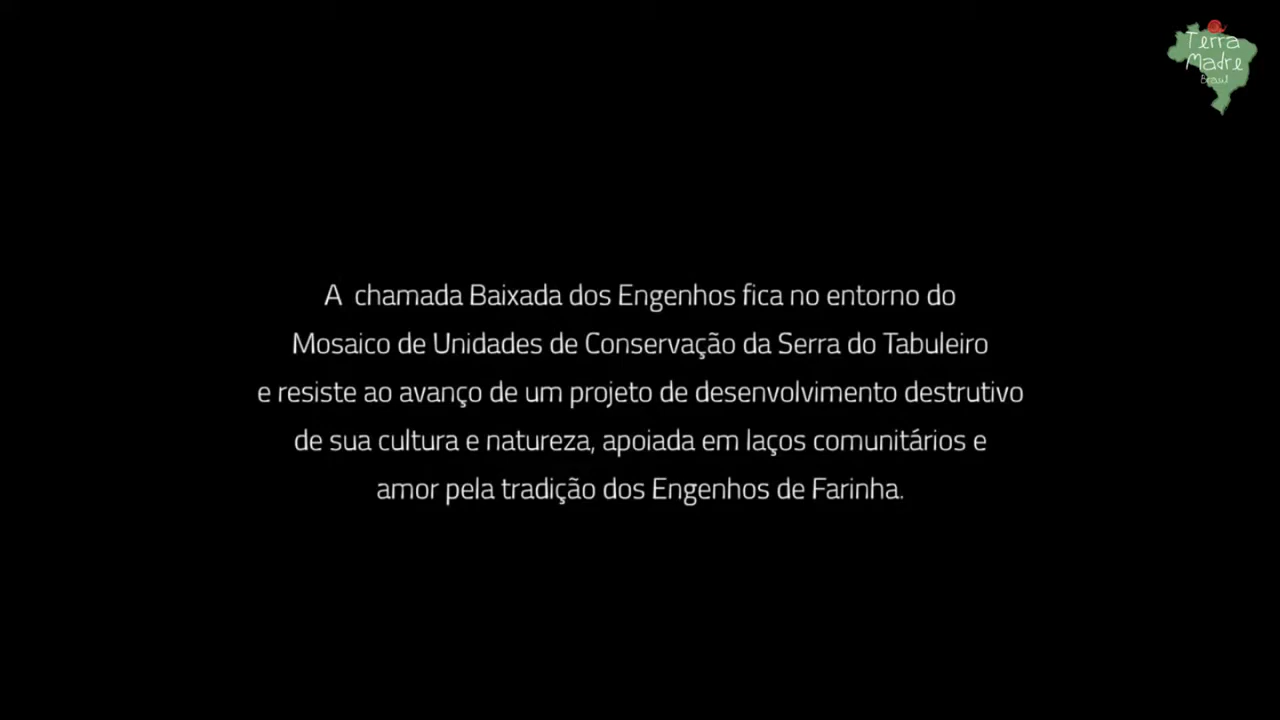 Terra
Madre
Brasil
A chamada Baixada dos Engenhos fica no entorno do
Mosaico de Unidades de Conservação da Serra do Tabuleiro
e resiste ao avanço de um projeto de desenvolvimento destrutivo
de sua cultura e natureza, apoiada em laços comunitários e
amor pela tradição dos Engenhos de Farinha.